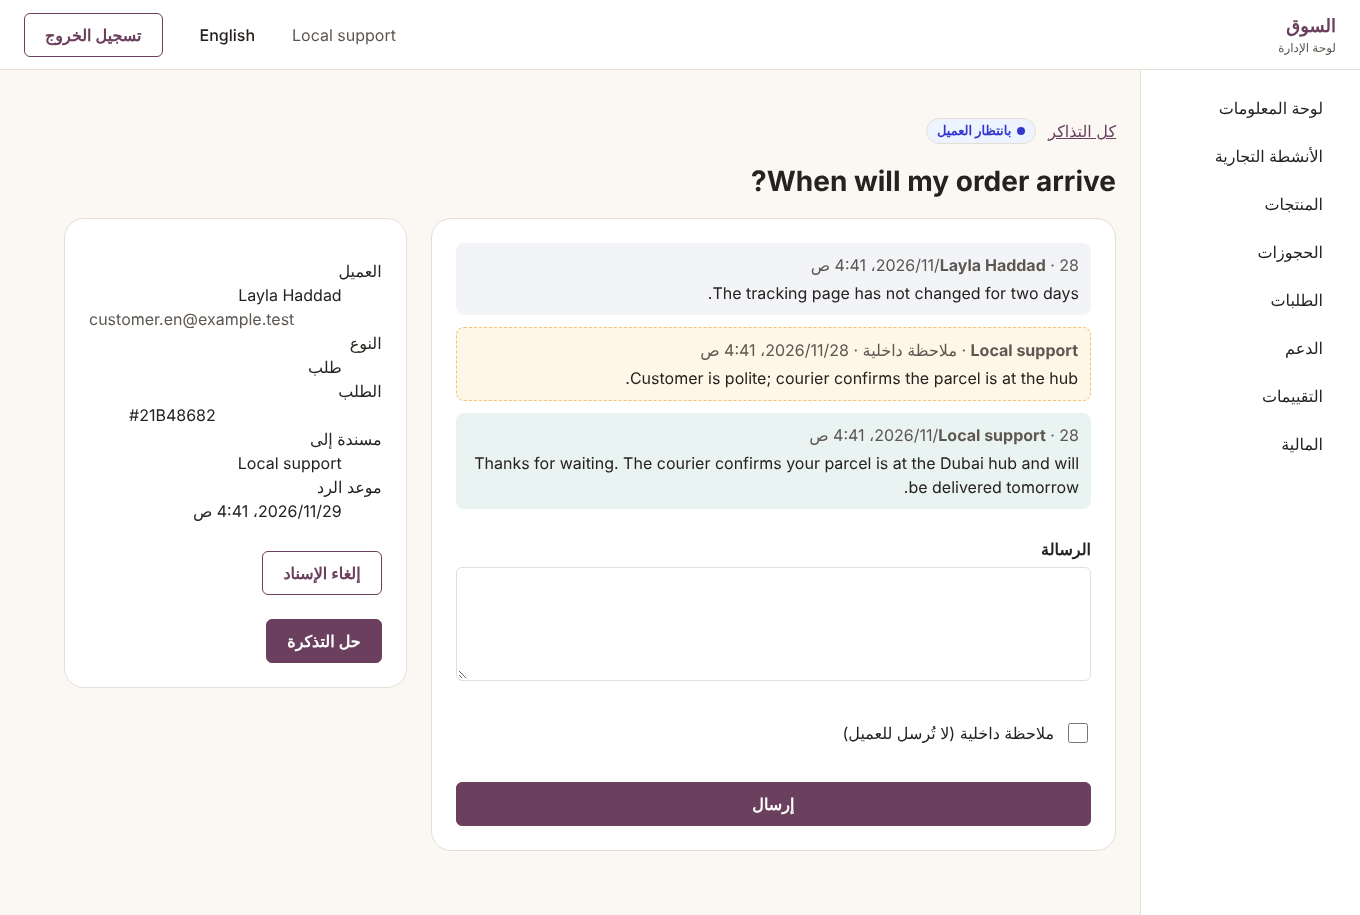 السوق
لوحة الإدارة
Local support
English
تسجيل الخروج
لوحة المعلومات
الأنشطة التجارية
المنتجات
الحجوزات
الطلبات
الدعم
التقييمات
المالية
كل التذاكر
بانتظار العميل
When will my order arrive?
Layla Haddad · 28/11/2026، 4:41 ص
The tracking page has not changed for two days.
Local support · ملاحظة داخلية · 28/11/2026، 4:41 ص
Customer is polite; courier confirms the parcel is at the hub.
Local support · 28/11/2026، 4:41 ص
Thanks for waiting. The courier confirms your parcel is at the Dubai hub and will
be delivered tomorrow.
الرسالة
ملاحظة داخلية (لا تُرسل للعميل)
إرسال
العميل
Layla Haddad
customer.en@example.test
النوع
طلب
الطلب
#21B48682
مسندة إلى
Local support
موعد الرد
29/11/2026، 4:41 ص
إلغاء الإسناد
حل التذكرة